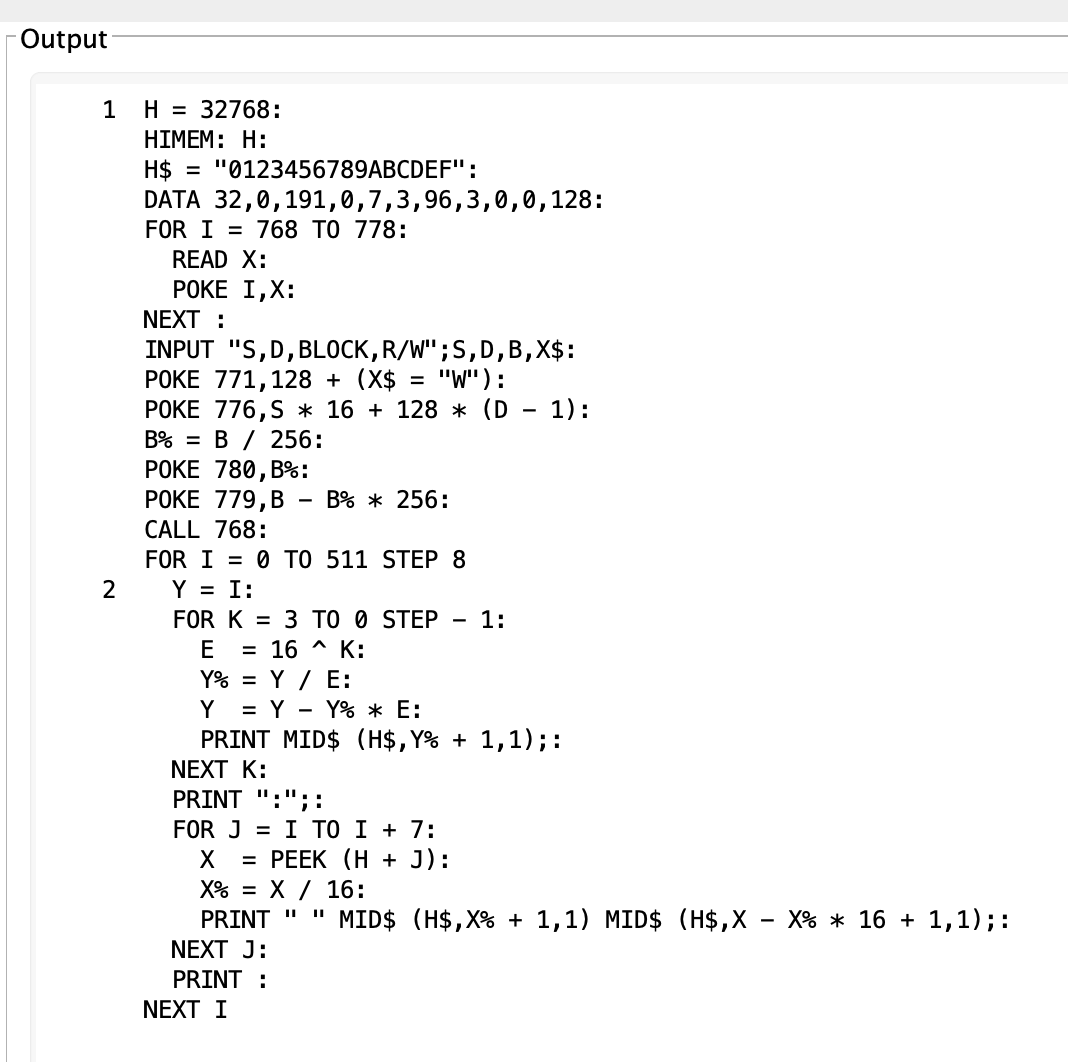 Output
1  H = 32768:
HIMEM: H:
H$ = "0123456789ABCDEF":
DATA 32,0,191,0,7,3,96,3,0,0,128:
FOR I = 768 TO 778:
READ X:
POKE I,X:
NEXT :
INPUT "S,D,BLOCK,R/W";S,D,B,X$:
POKE 771,128 + (X$ = "W"):
POKE 776,S * 16 + 128 * (D - 1):
B% = B / 256:
POKE 780,B%:
POKE 779,B - B% * 256:
CALL 768:
FOR I = 0 TO 511 STEP 8
2  Y = I:
FOR K = 3 TO 0 STEP - 1:
E  = 16 ^ K:
Y% = Y / E:
Y  = Y - Y% * E:
PRINT MID$ (H$,Y% + 1,1);:
NEXT K:
PRINT ":";:
FOR J = I TO I + 7:
X  = PEEK (H + J):
X% = X / 16:
PRINT " " MID$ (H$,X% + 1,1) MID$ (H$,X - X% * 16 + 1,1);:
NEXT J:
PRINT :
NEXT I